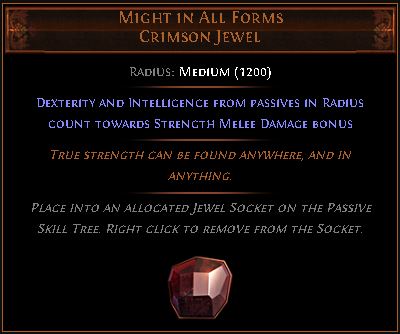 Might in All Forms
Crimson Jewel
Radius: Medium (1200)
Dexterity and Intelligence from passives in Radius
count towards Strength Melee Damage bonus
True strength can be found anywhere, and in
anything.
Place into an allocated Jewel Socket on the Passive
Skill Tree. Right click to remove from the Socket.